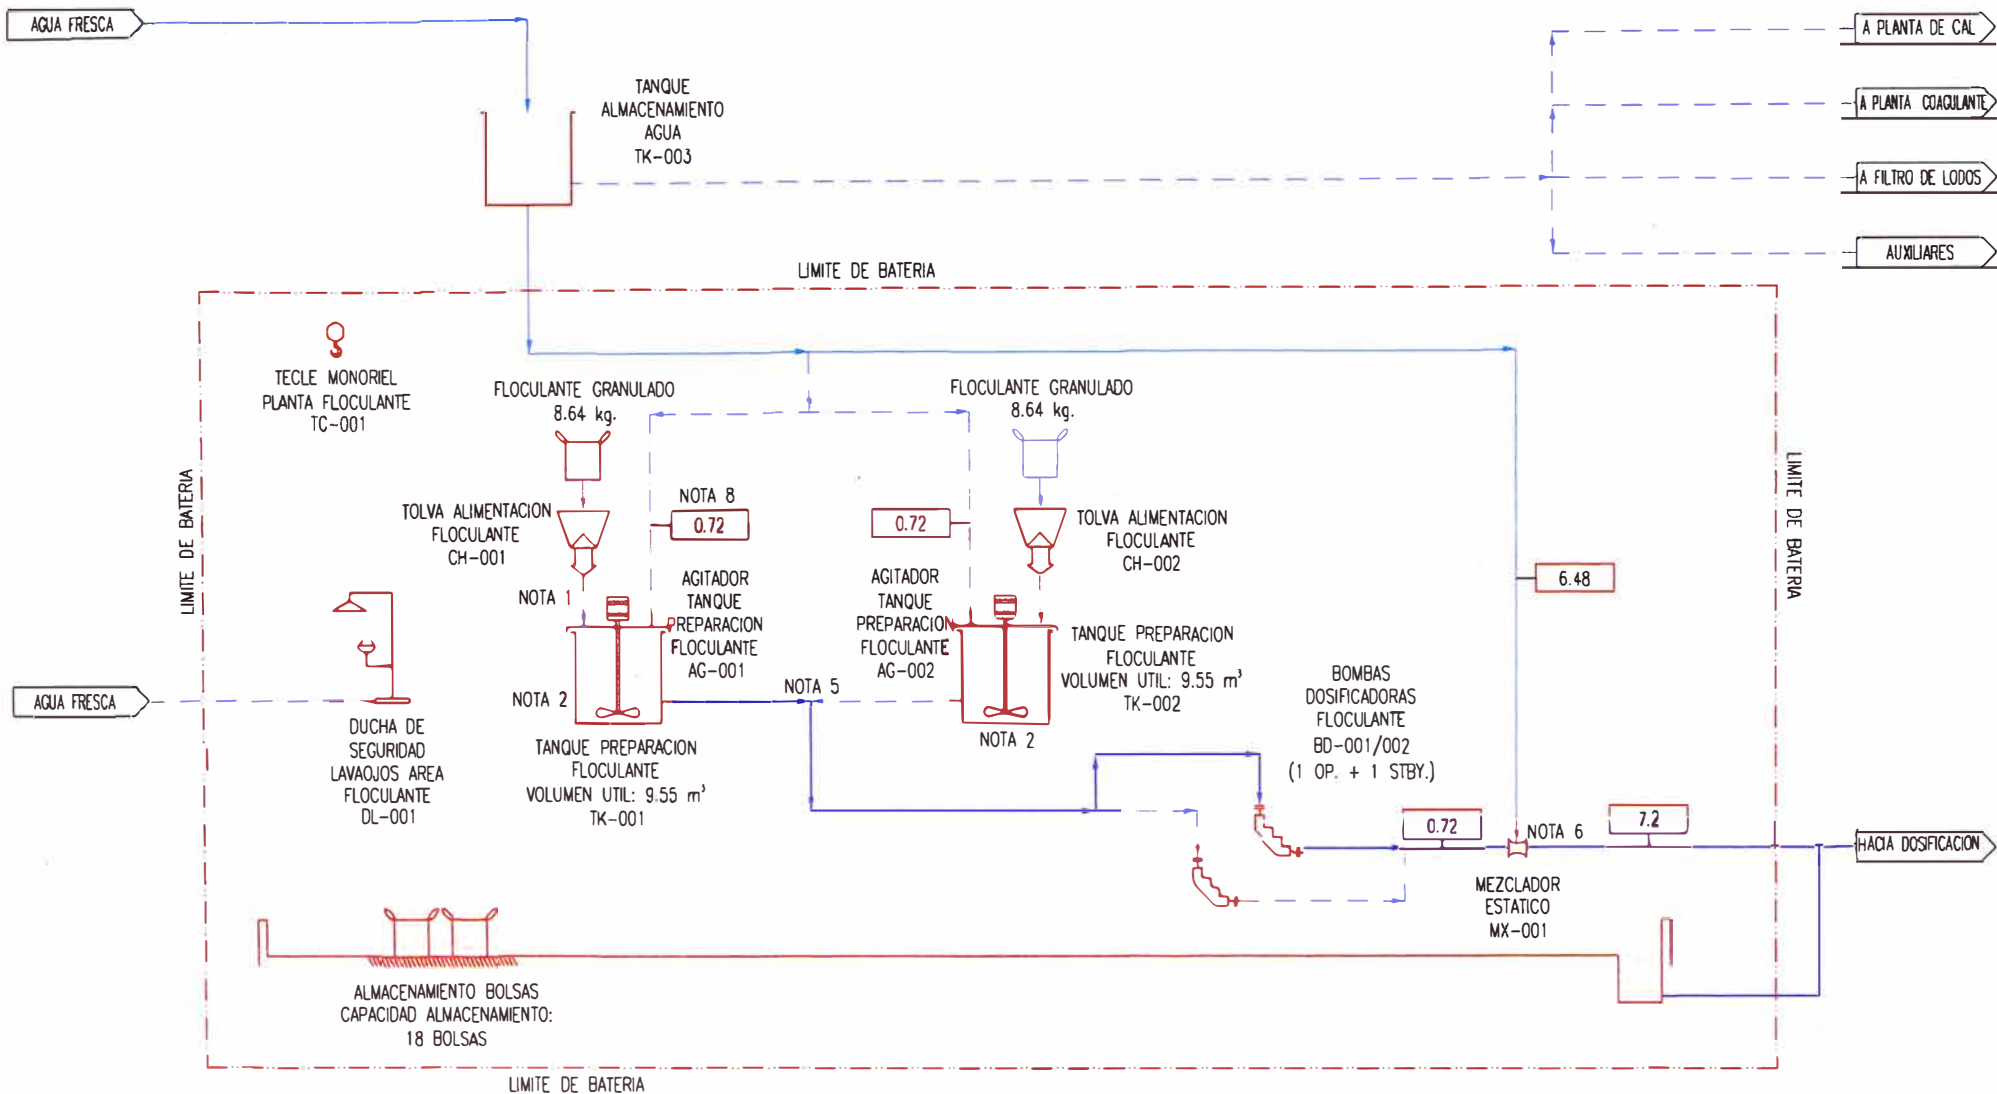 AGUA FRESCA
TANQUE
ALMACENAMIENTO
AGUA
TK-003
A PLANTA DE CAL
A PLANTA COAGULANTE
A FILTRO DE LODOS
AUXILIARES
LIMITE DE BATERIA
TECLE MONORIEL
PLANTA FLOCULANTE
TC-001
FLOCULANTE GRANULADO
8.64 kg.
FLOCULANTE GRANULADO
8.64 kg.
LIMITE DE BATERIA
LIMITE DE BATERIA
TOLVA ALIMENTACION
FLOCULANTE
CH-001
NOTA 8
0.72
0.72
TOLVA ALIMENTACION
FLOCULANTE
CH-002
6.48
NOTA 1
AGITADOR
TANQUE
PREPARACION
FLOCULANTE
AG-001
AGITADOR
TANQUE
PREPARACION
FLOCULANTE
AG-002
TANQUE PREPARACION
FLOCULANTE
VOLUMEN UTIL: 9.55 m³
TK-002
AGUA FRESCA
NOTA 2
NOTA 5
NOTA 2
DUCHA DE
SEGURIDAD
LAVAOJOS AREA
FLOCULANTE
DL-001
TANQUE PREPARACION
FLOCULANTE
VOLUMEN UTIL: 9.55 m³
TK-001
BOMBAS
DOSIFICADORAS
FLOCULANTE
BD-001/002
(1 OP. + 1 STBY.)
0.72
NOTA 6
7.2
HACIA DOSIFICACION
MEZCLADOR
ESTATICO
MX-001
ALMACENAMIENTO BOLSAS
CAPACIDAD ALMACENAMIENTO:
18 BOLSAS
LIMITE DE BATERIA